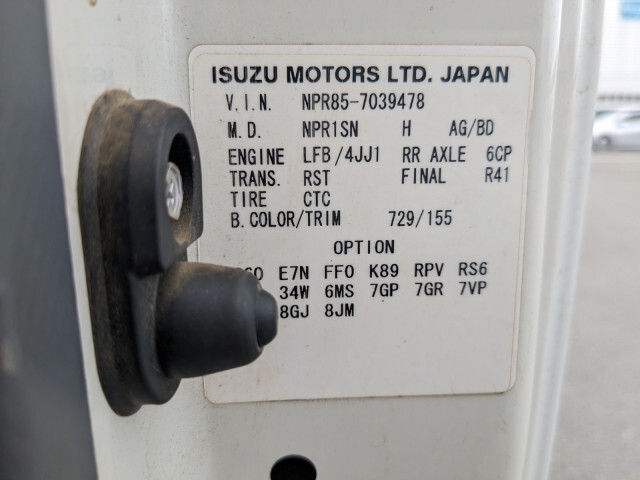 ISUZU MOTORS LTD. JAPAN
V.I.N. NPR85-7039478
M.D. NPR1SN H AG/BD
ENGINE LFB/4JJ1 RR AXLE 6CP
TRANS. RST FINAL R41
TIRE CTC
B.COLOR/TRIM 729/155
OPTION
E7N FFO K89 RPV RS6
34W 6MS 7GP 7GR 7VP
8GJ 8JM